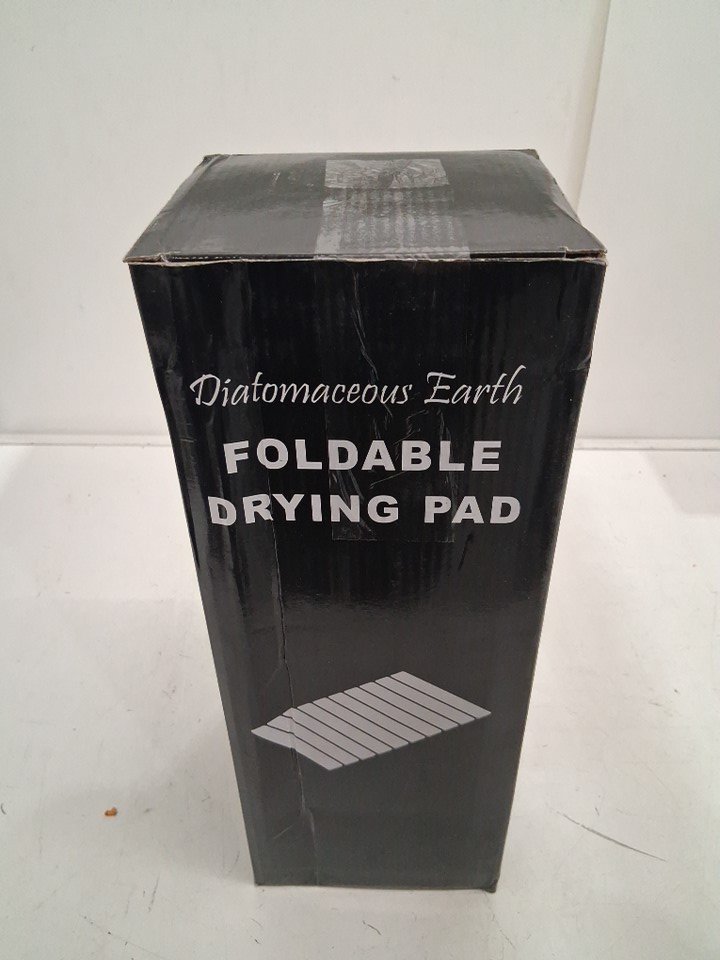 Diatomaceous Earth
FOLDABLE
DRYING PAD